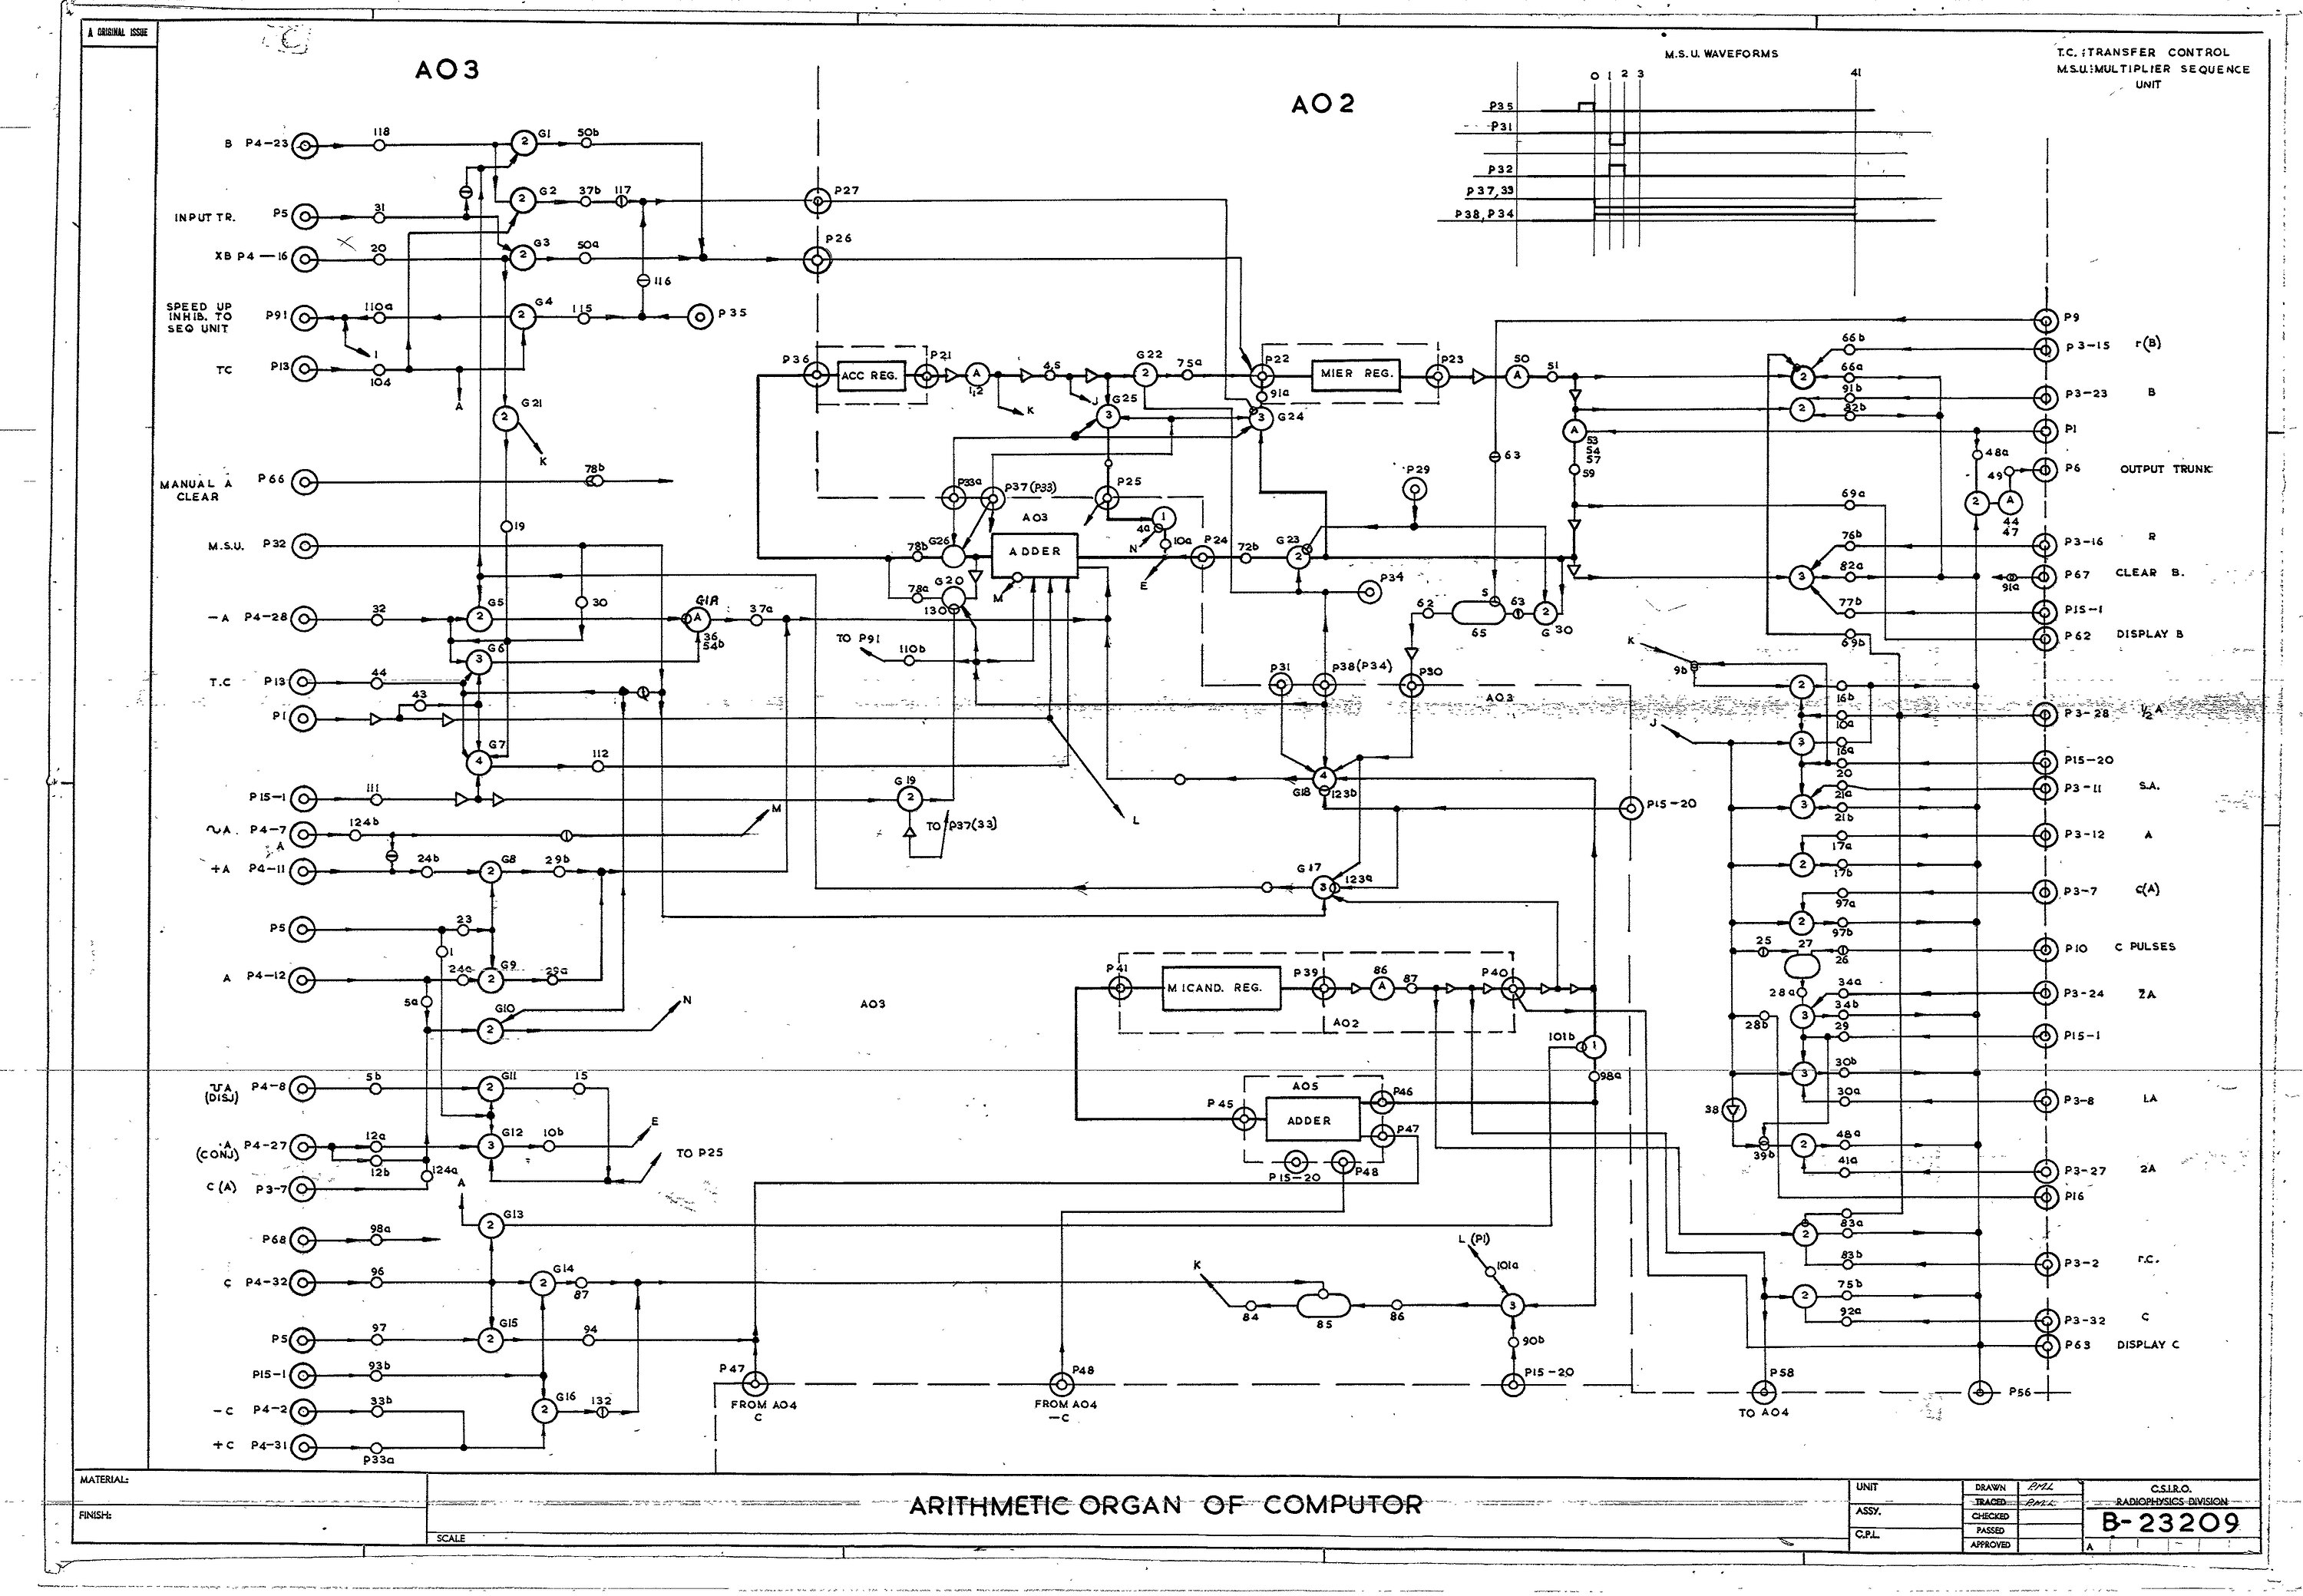 A ORIGINAL ISSUE
C
AO3
AO2
M.S.U. WAVEFORMS
0 1 2 3 41
P35
P31
P32
P37,33
P38,P34
T.C.: TRANSFER CONTROL
M.S.U.: MULTIPLIER SEQUENCE
UNIT
B P4-23 118 G1 50b
G2 37b 117 P27
INPUT TR. P5 31
XB P4-16 20 G3 50a P26
116
SPEED UP
INHIB. TO
SEQ UNIT
P91 110a G4 115 P35
I
TC P13 104
A
G21
K
MANUAL A
CLEAR
P66 78b
19
M.S.U. P32
30
-A P4-28 32 G5 G1A 37a
36
54b
G6
T.C P13 44
43
P1
G7 112
P15-1 111 G19
TO P37(33)
~A. P4-7 124b M
A
+A P4-11 24b G8 29b
P5 23
1
A P4-12 24a G9 29a
5a
G10 N
AO3
P4-8 5b G11 15
(DISJ)
A P4-27 12a G12 10b E
(CONJ)
12b
TO P25
C (A) P3-7 124a
A
G13
P68 98a
C P4-32 96 G14 87
P5 97 G15 94
P15-1 93b
-C P4-2 33b G16 132
+C P4-31 P33a
P36 ACC REG. P21 A 1,2 4,5 G22 75a P22 MIER REG. P23 A 50 51
K J G25 91a G24
P33a P37(P33) P25
AO3
4a N 10a E
78b G26 ADDER P24 72b G23
78a G20 M
130
P29
P34
63
62 S 65 63 G 30
TO P91 110b
P31 P38(P34) P30 AO3
G18 123b
P15-20
L
G17 123a
P41 MICAND. REG. P39 86 A 87 P40
AO2
101b
98a
AO5
P45 ADDER P46
P47
P15-20 P48
L (P1)
101a
K
84 85 86
90b
P47 P48 P15-20
FROM AO4
C
FROM AO4
-C
P9
66b P3-15 r(B)
66a
91b P3-23 B
82b
P1
A 53
54
57
59
48a
49 P6 OUTPUT TRUNK
A 44
47
69a
76b P3-16 R
82a P67 CLEAR B.
91a
77b P15-1
69b P62 DISPLAY B
K
9b
16b
10a P3-28 ½A
J
16a
P15-20
20
21a P3-11 S.A.
21b
17a P3-12 A
17b
97a P3-7 C(A)
97b
25 27 26 P10 C PULSES
28a 34a P3-24 2A
34b
28b 29 P15-1
30b
30a P3-8 LA
38
39b 48a
41a P3-27 2A
P16
83a
83b P3-2 r.C.
75b
92a P3-32 C
P63 DISPLAY C
P58 P56
TO AO4
MATERIAL:
FINISH:
SCALE
ARITHMETIC ORGAN OF COMPUTOR
UNIT
ASSY.
C.P.I.
DRAWN P.M.L
TRACED P.M.L
CHECKED
PASSED
APPROVED
C.S.I.R.O.
RADIOPHYSICS DIVISION
B-23209
A